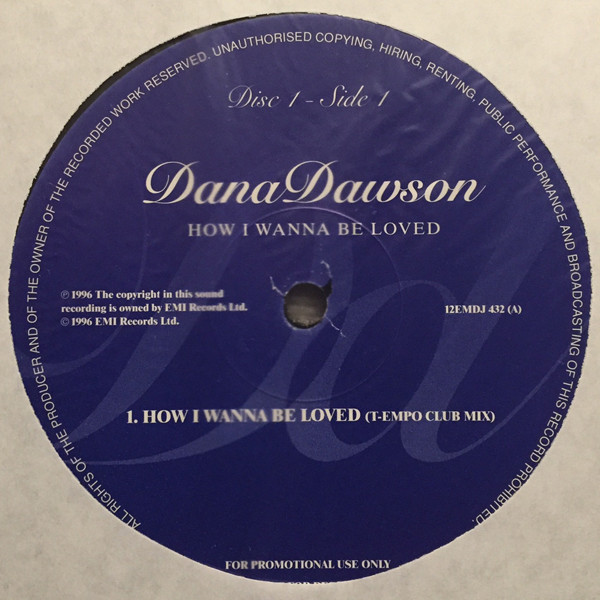 ALL RIGHTS OF THE PRODUCER AND OF THE OWNER OF THE RECORDED WORK RESERVED. UNAUTHORISED COPYING, HIRING, RENTING, PUBLIC PERFORMANCE AND BROADCASTING OF THIS RECORD PROHIBITED.
Disc 1 - Side 1
Dana Dawson
HOW I WANNA BE LOVED
℗ 1996 The copyright in this sound
recording is owned by EMI Records Ltd.
© 1996 EMI Records Ltd.
12EMDJ 432 (A)
Dd
1. HOW I WANNA BE LOVED (T-EMPO CLUB MIX)
FOR PROMOTIONAL USE ONLY